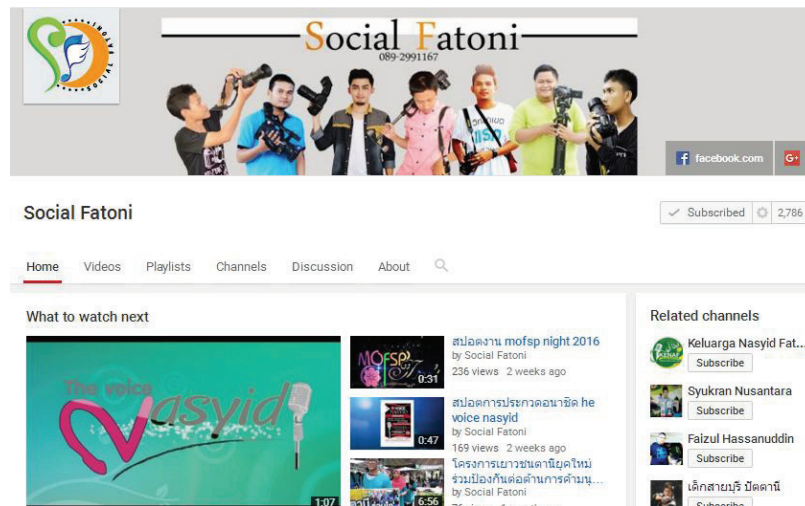 Social Fatoni
089-2991167
facebook.com
G+
Social Fatoni
Subscribed 2,786
Home Videos Playlists Channels Discussion About
What to watch next
The voice
Nasyid
1:07
MOFSP
0:31
สปอตงาน mofsp night 2016
by Social Fatoni
236 views 2 weeks ago
0:47
สปอตการประกวดอนาชิด he
voice nasyid
by Social Fatoni
169 views 2 weeks ago
6:56
โครงการเยาวชนตานียุคใหม่
ร่วมป้องกันต่อต้านการค้ามนุ...
by Social Fatoni
Related channels
Keluarga Nasyid Fat...
Subscribe
Syukran Nusantara
Subscribe
Faizul Hassanuddin
Subscribe
เด็กสายบุรี ปัตตานี
Subscribe